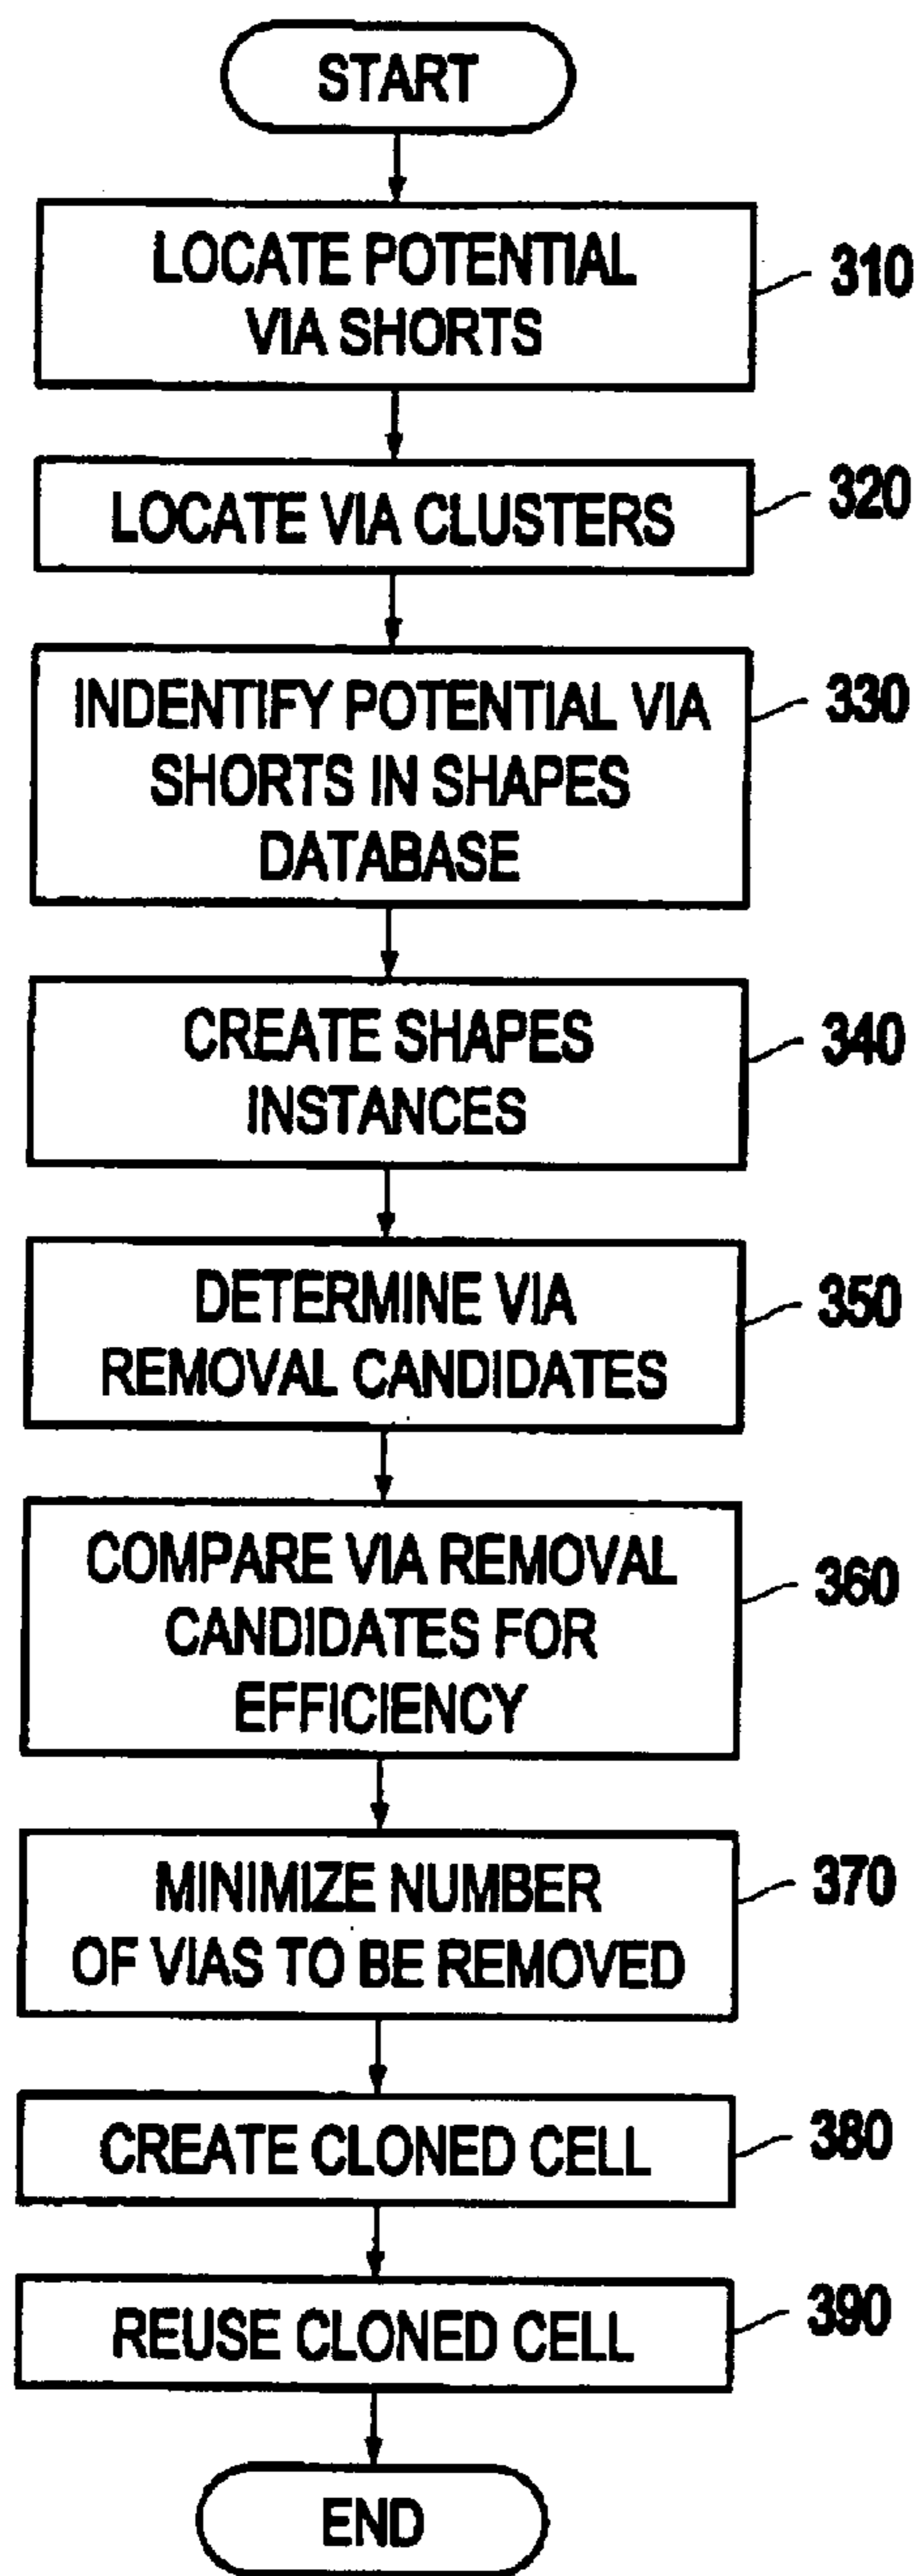 START
LOCATE POTENTIAL
VIA SHORTS
310
LOCATE VIA CLUSTERS
320
INDENTIFY POTENTIAL VIA
SHORTS IN SHAPES
DATABASE
330
CREATE SHAPES
INSTANCES
340
DETERMINE VIA
REMOVAL CANDIDATES
350
COMPARE VIA REMOVAL
CANDIDATES FOR
EFFICIENCY
360
MINIMIZE NUMBER
OF VIAS TO BE REMOVED
370
CREATE CLONED CELL
380
REUSE CLONED CELL
390
END